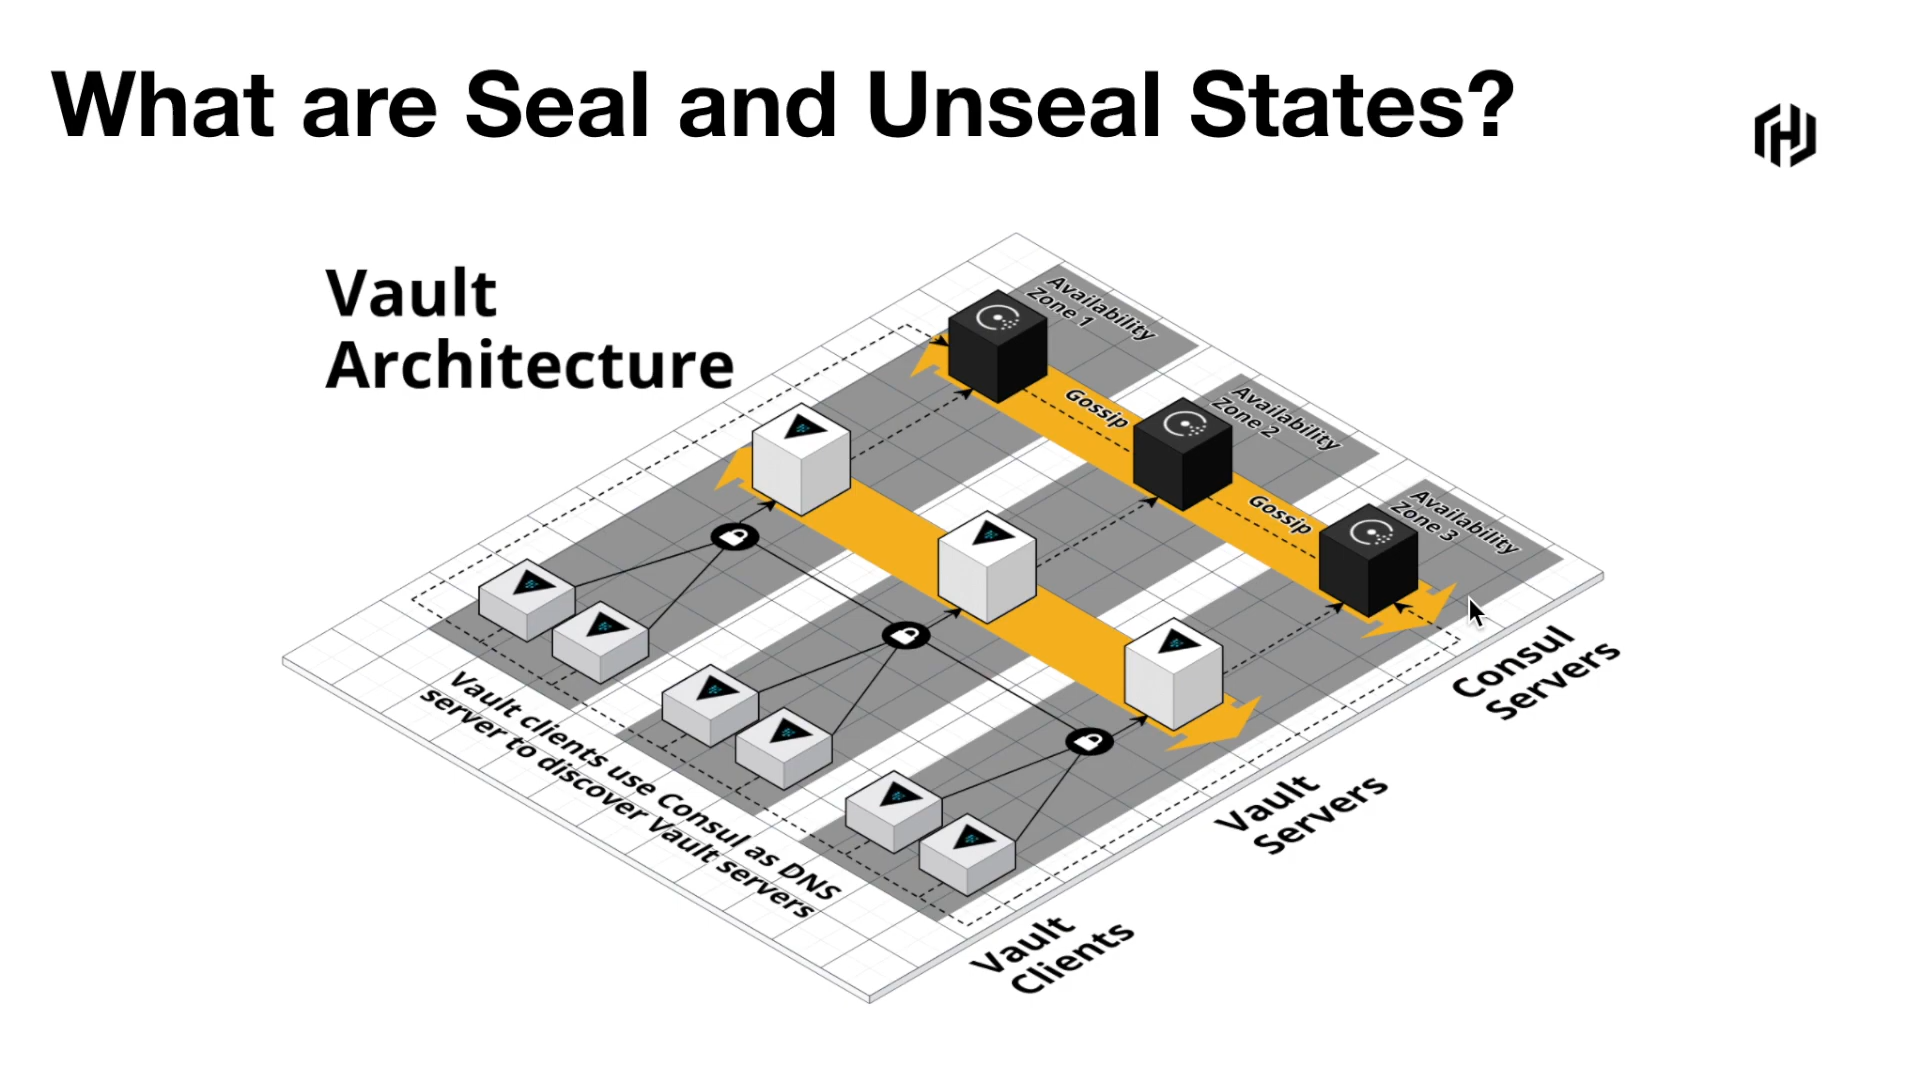 What are Seal and Unseal States?
Vault
Architecture
Availability
Zone 1
Gossip
Availability
Zone 2
Gossip
Availability
Zone 3
Consul
Servers
Vault
Servers
Vault
Clients
Vault clients use Consul as DNS
server to discover Vault servers